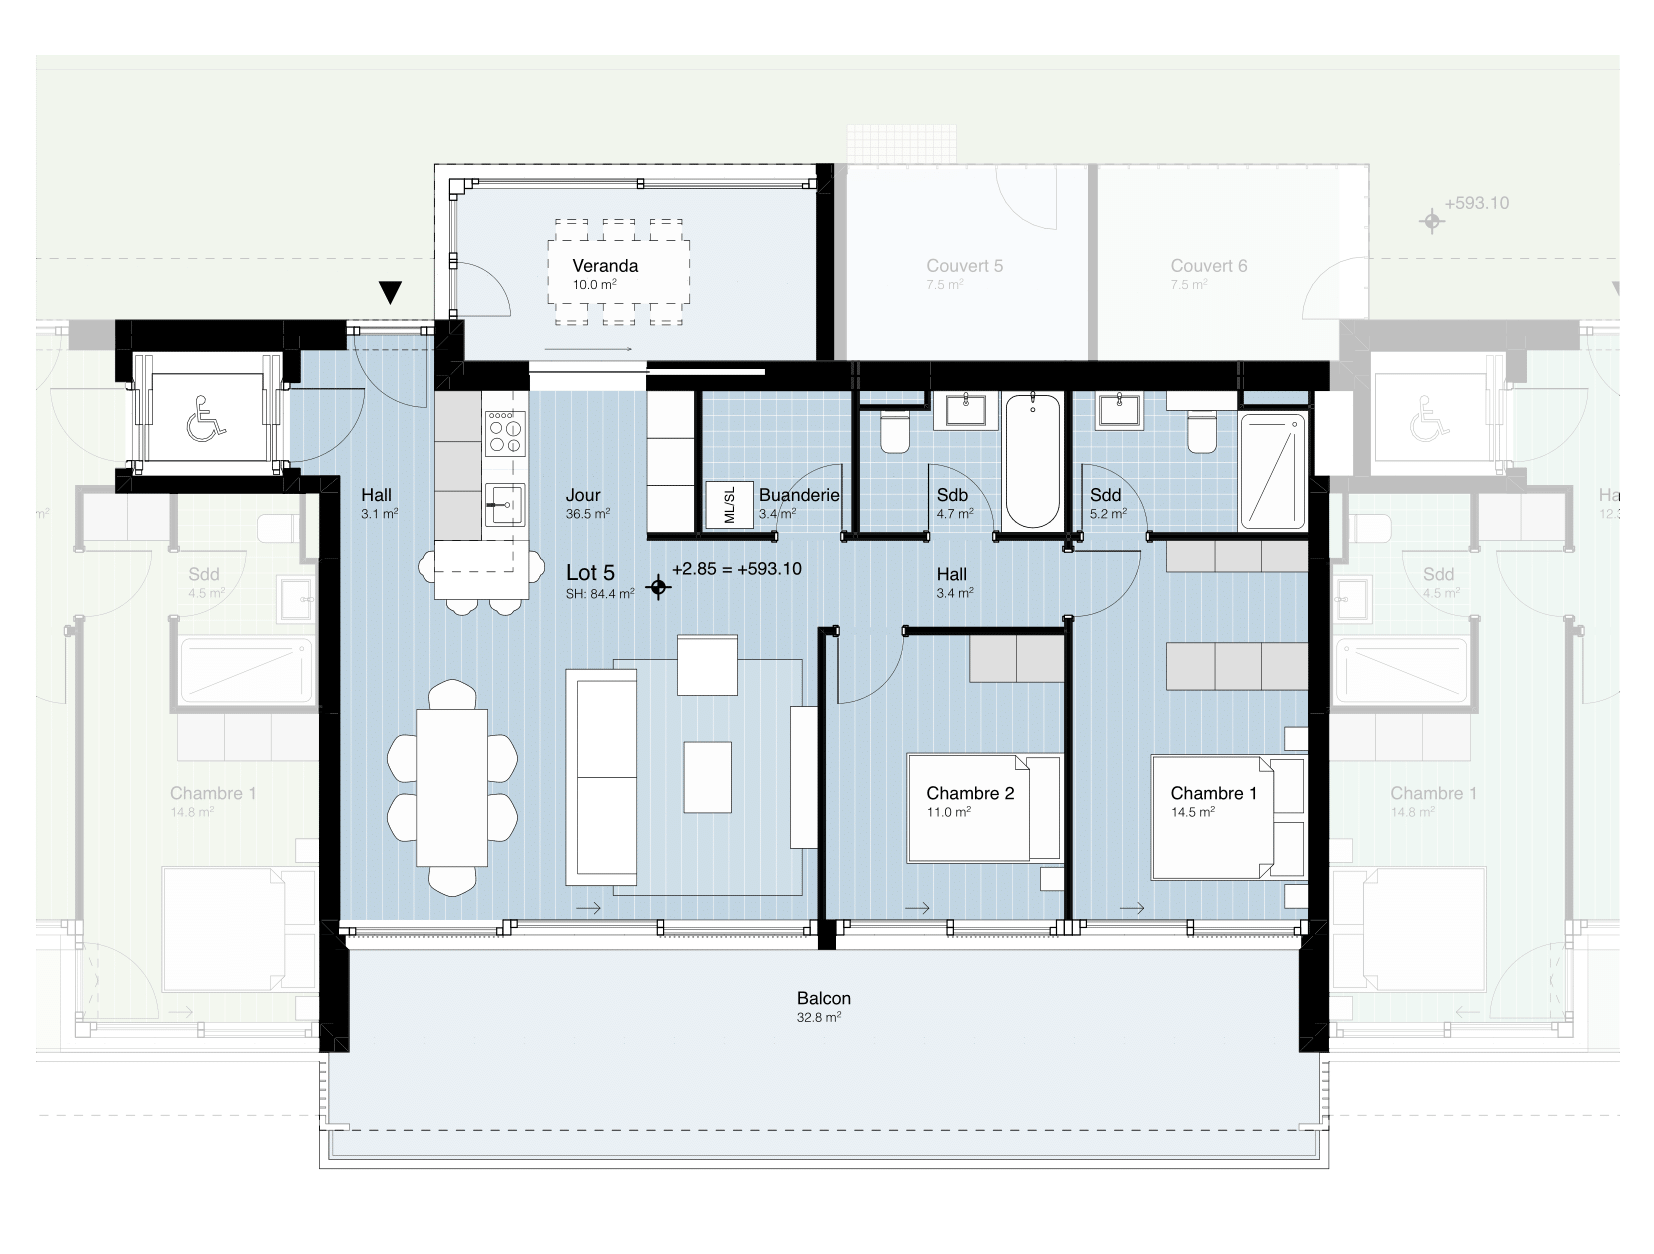 +593.10
Veranda
10.0 m²
Couvert 5
7.5 m²
Couvert 6
7.5 m²
m²
Hall
3.1 m²
Jour
36.5 m²
ML/SL
Buanderie
3.4 m²
Sdb
4.7 m²
Sdd
5.2 m²
Sdd
4.5 m²
Lot 5
SH: 84.4 m²
+2.85 = +593.10
Hall
3.4 m²
Sdd
4.5 m²
Chambre 1
14.8 m²
Chambre 2
11.0 m²
Chambre 1
14.5 m²
Chambre 1
14.8 m²
Balcon
32.8 m²